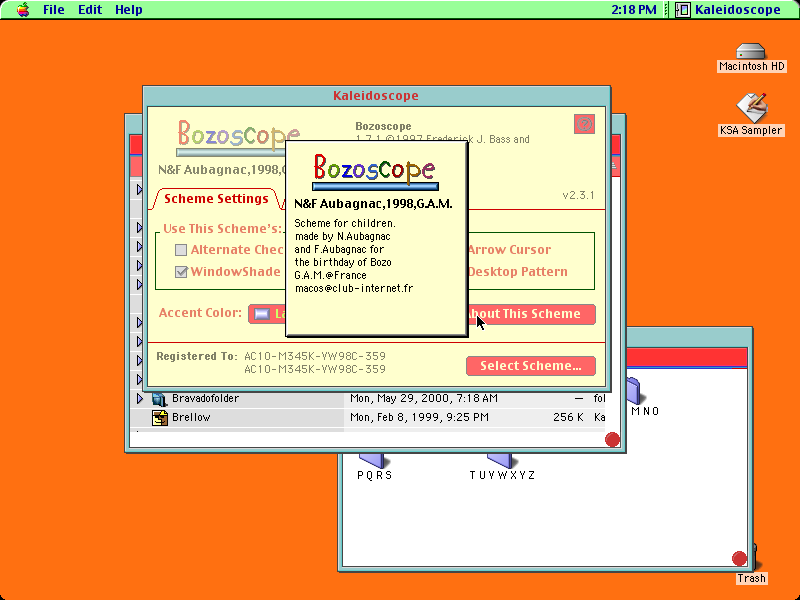 File Edit Help
2:18 PM
Kaleidoscope
Macintosh HD
KSA Sampler
Kaleidoscope
Bozoscope
Bozoscope
1.7.1 ©1997 Frederick J. Bass and
N&F Aubagnac,1998,G
v2.3.1
Scheme Settings
Use This Scheme's:
Alternate Chec
Arrow Cursor
WindowShade
Desktop Pattern
Accent Color:
La
bout This Scheme
Registered To: AC10-M345K-YW98C-359
AC10-M345K-YW98C-359
Select Scheme...
Bozoscope
N&F Aubagnac,1998,G.A.M.
Scheme for children.
made by N.Aubagnac
and F.Aubagnac for
the birthday of Bozo
G.A.M.@France
macos@club-internet.fr
Bravadofolder Mon, May 29, 2000, 7:18 AM — fol
Brellow Mon, Feb 8, 1999, 9:25 PM 256 K Ka
M N O
P Q R S
T U V W X Y Z
Trash